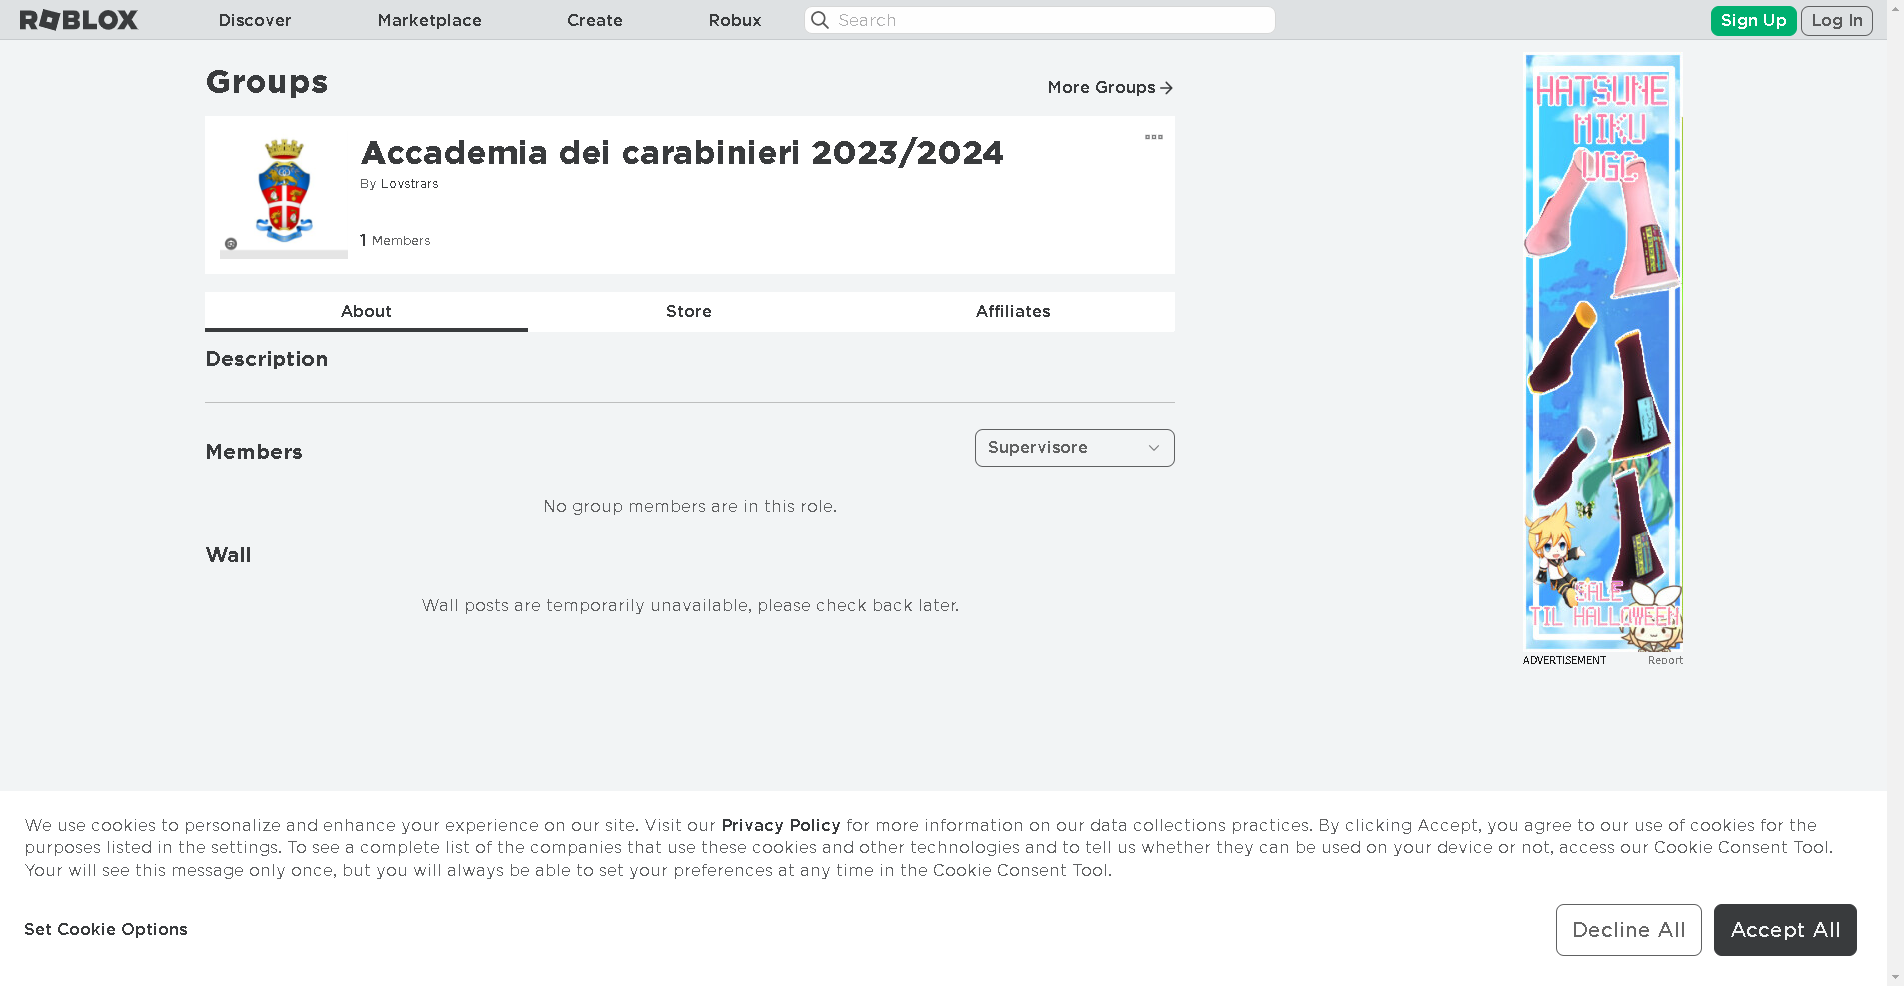 ROBLOX
Discover
Marketplace
Create
Robux
Search
Sign Up
Log In
Groups
More Groups
Accademia dei carabinieri 2023/2024
By Lovstrars
1 Members
About
Store
Affiliates
Description
Members
Supervisore
No group members are in this role.
Wall
Wall posts are temporarily unavailable, please check back later.
HATSUNE
MIKU
UGC
SALE
TIL HALLOWEEN
ADVERTISEMENT
Report
We use cookies to personalize and enhance your experience on our site. Visit our Privacy Policy for more information on our data collections practices. By clicking Accept, you agree to our use of cookies for the
purposes listed in the settings. To see a complete list of the companies that use these cookies and other technologies and to tell us whether they can be used on your device or not, access our Cookie Consent Tool.
Your will see this message only once, but you will always be able to set your preferences at any time in the Cookie Consent Tool.
Set Cookie Options
Decline All
Accept All